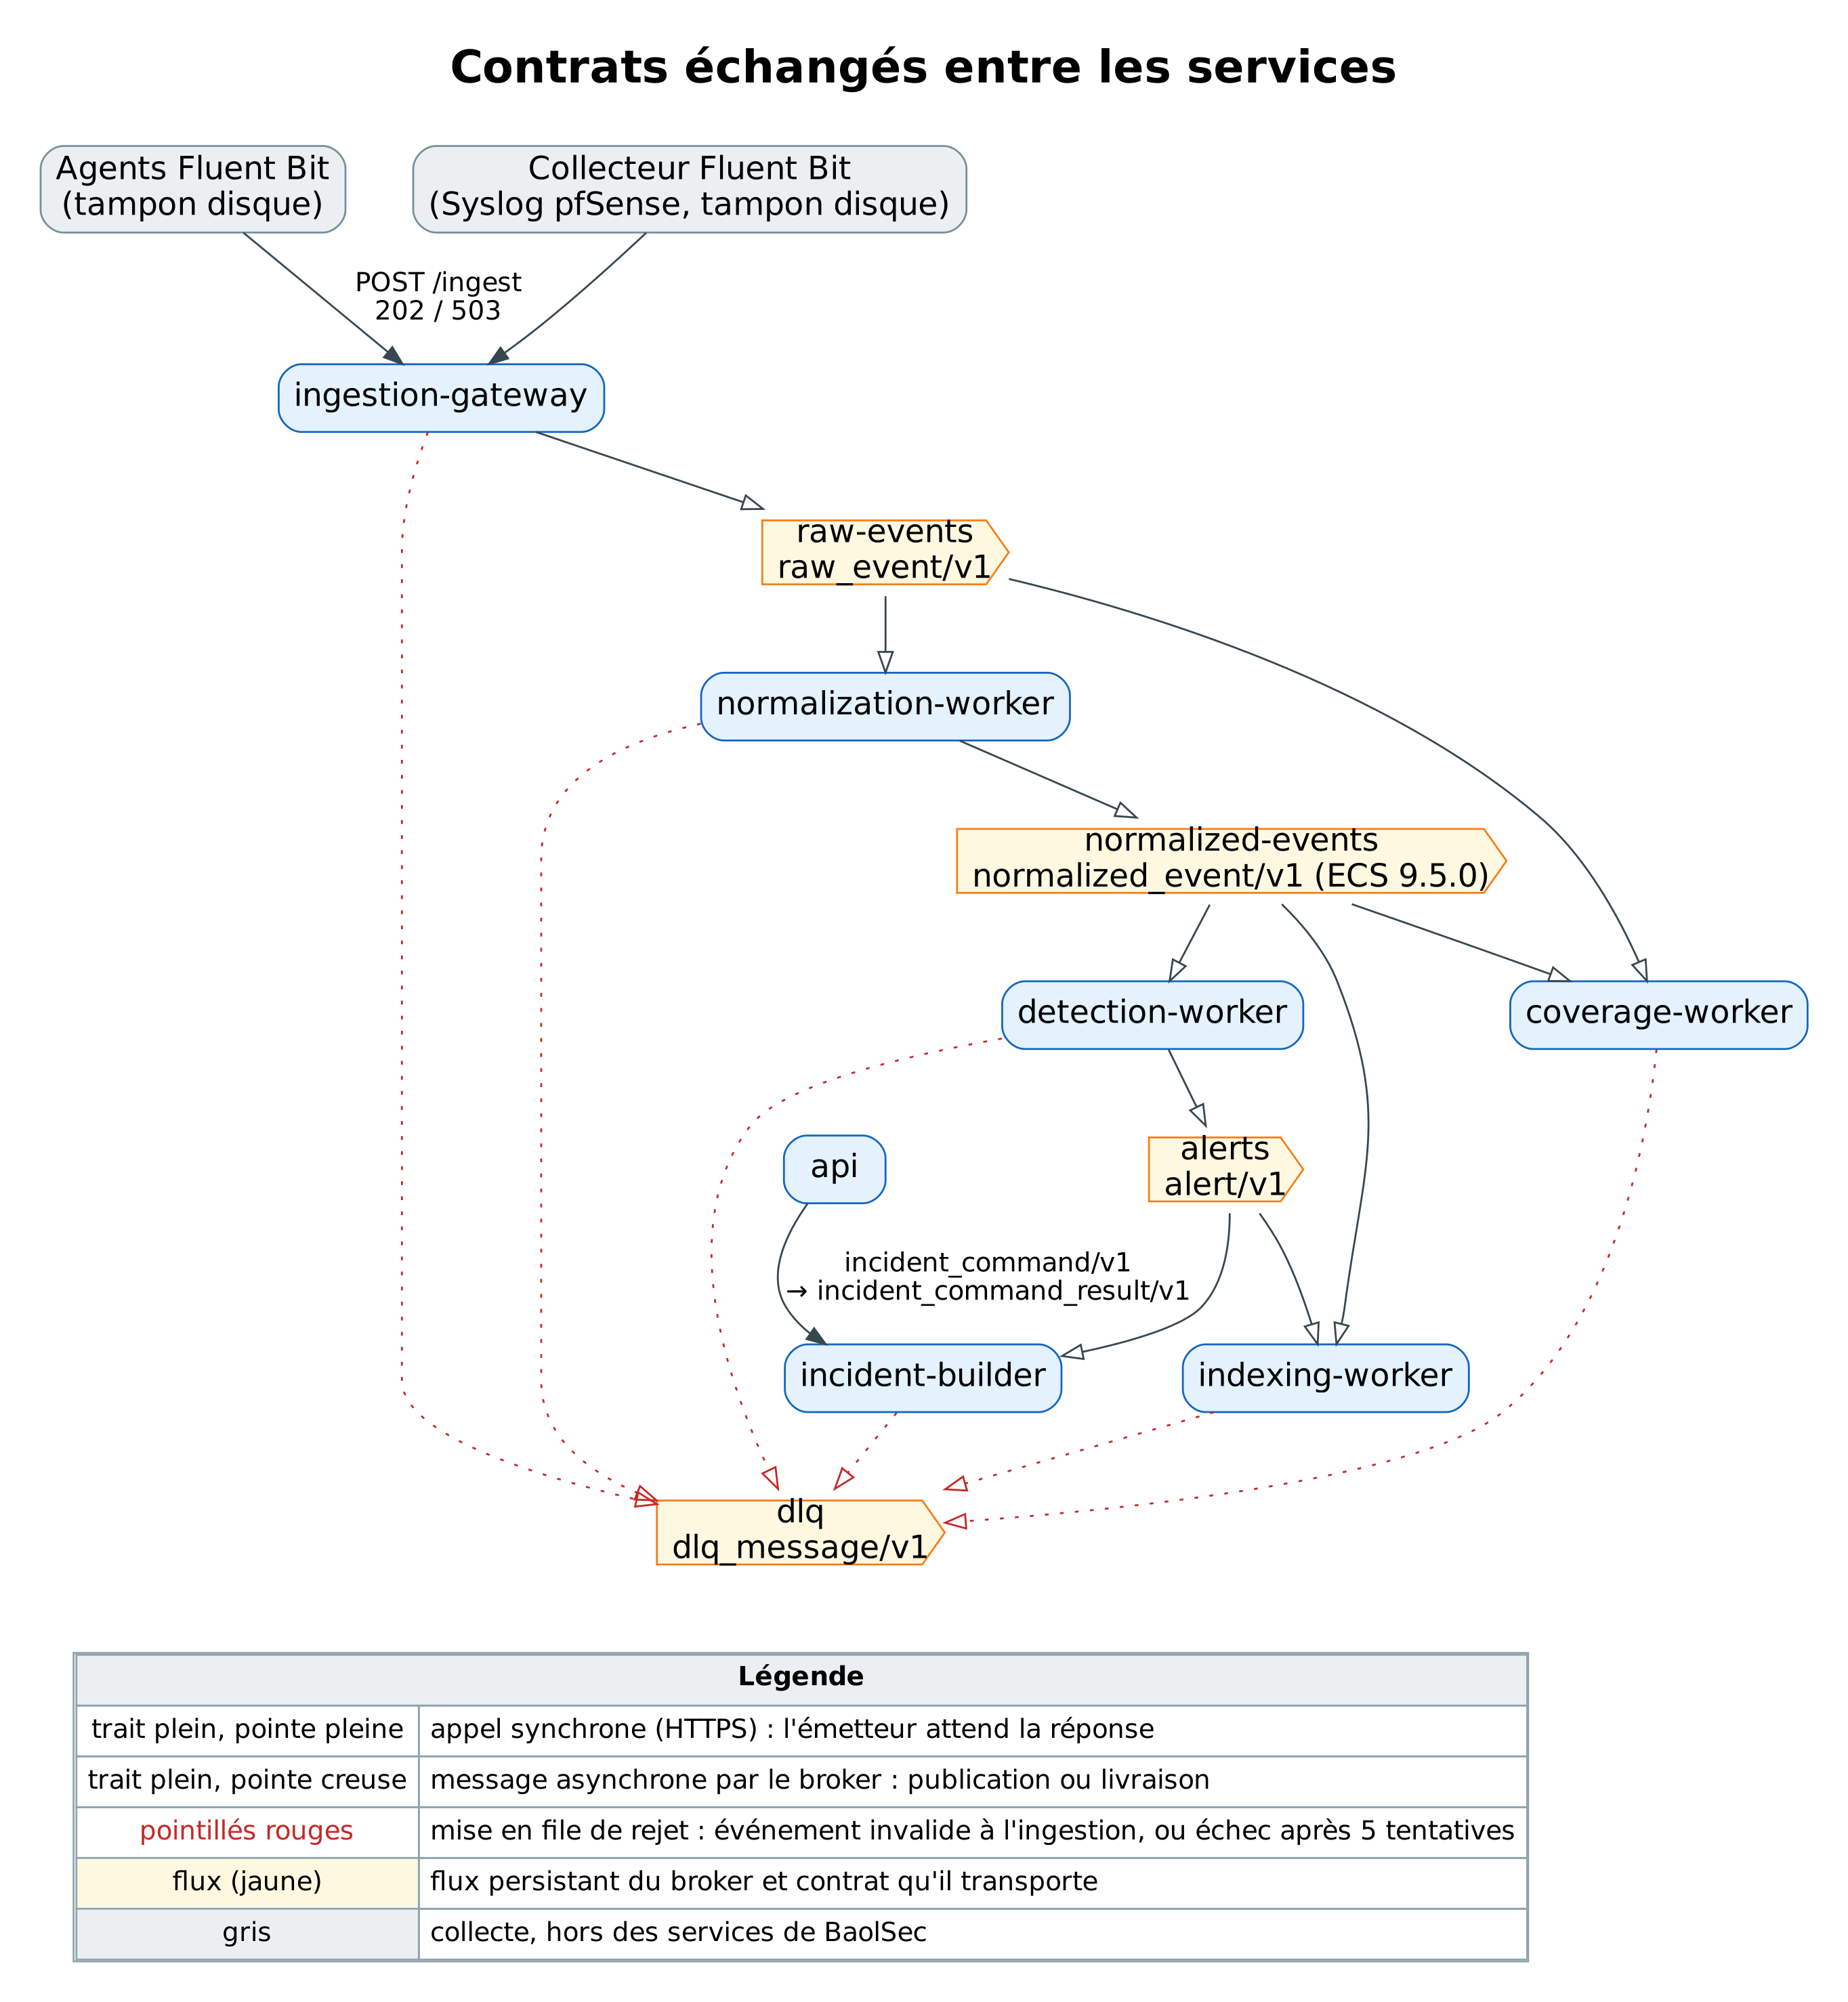 Contrats échangés entre les services
Agents Fluent Bit
(tampon disque)
Collecteur Fluent Bit
(Syslog pfSense, tampon disque)
POST /ingest
202 / 503
ingestion-gateway
raw-events
raw_event/v1
normalization-worker
normalized-events
normalized_event/v1 (ECS 9.5.0)
detection-worker
coverage-worker
api
alerts
alert/v1
incident_command/v1
→ incident_command_result/v1
incident-builder
indexing-worker
dlq
dlq_message/v1
Légende
trait plein, pointe pleine
appel synchrone (HTTPS) : l'émetteur attend la réponse
trait plein, pointe creuse
message asynchrone par le broker : publication ou livraison
pointillés rouges
mise en file de rejet : événement invalide à l'ingestion, ou échec après 5 tentatives
flux (jaune)
flux persistant du broker et contrat qu'il transporte
gris
collecte, hors des services de BaolSec